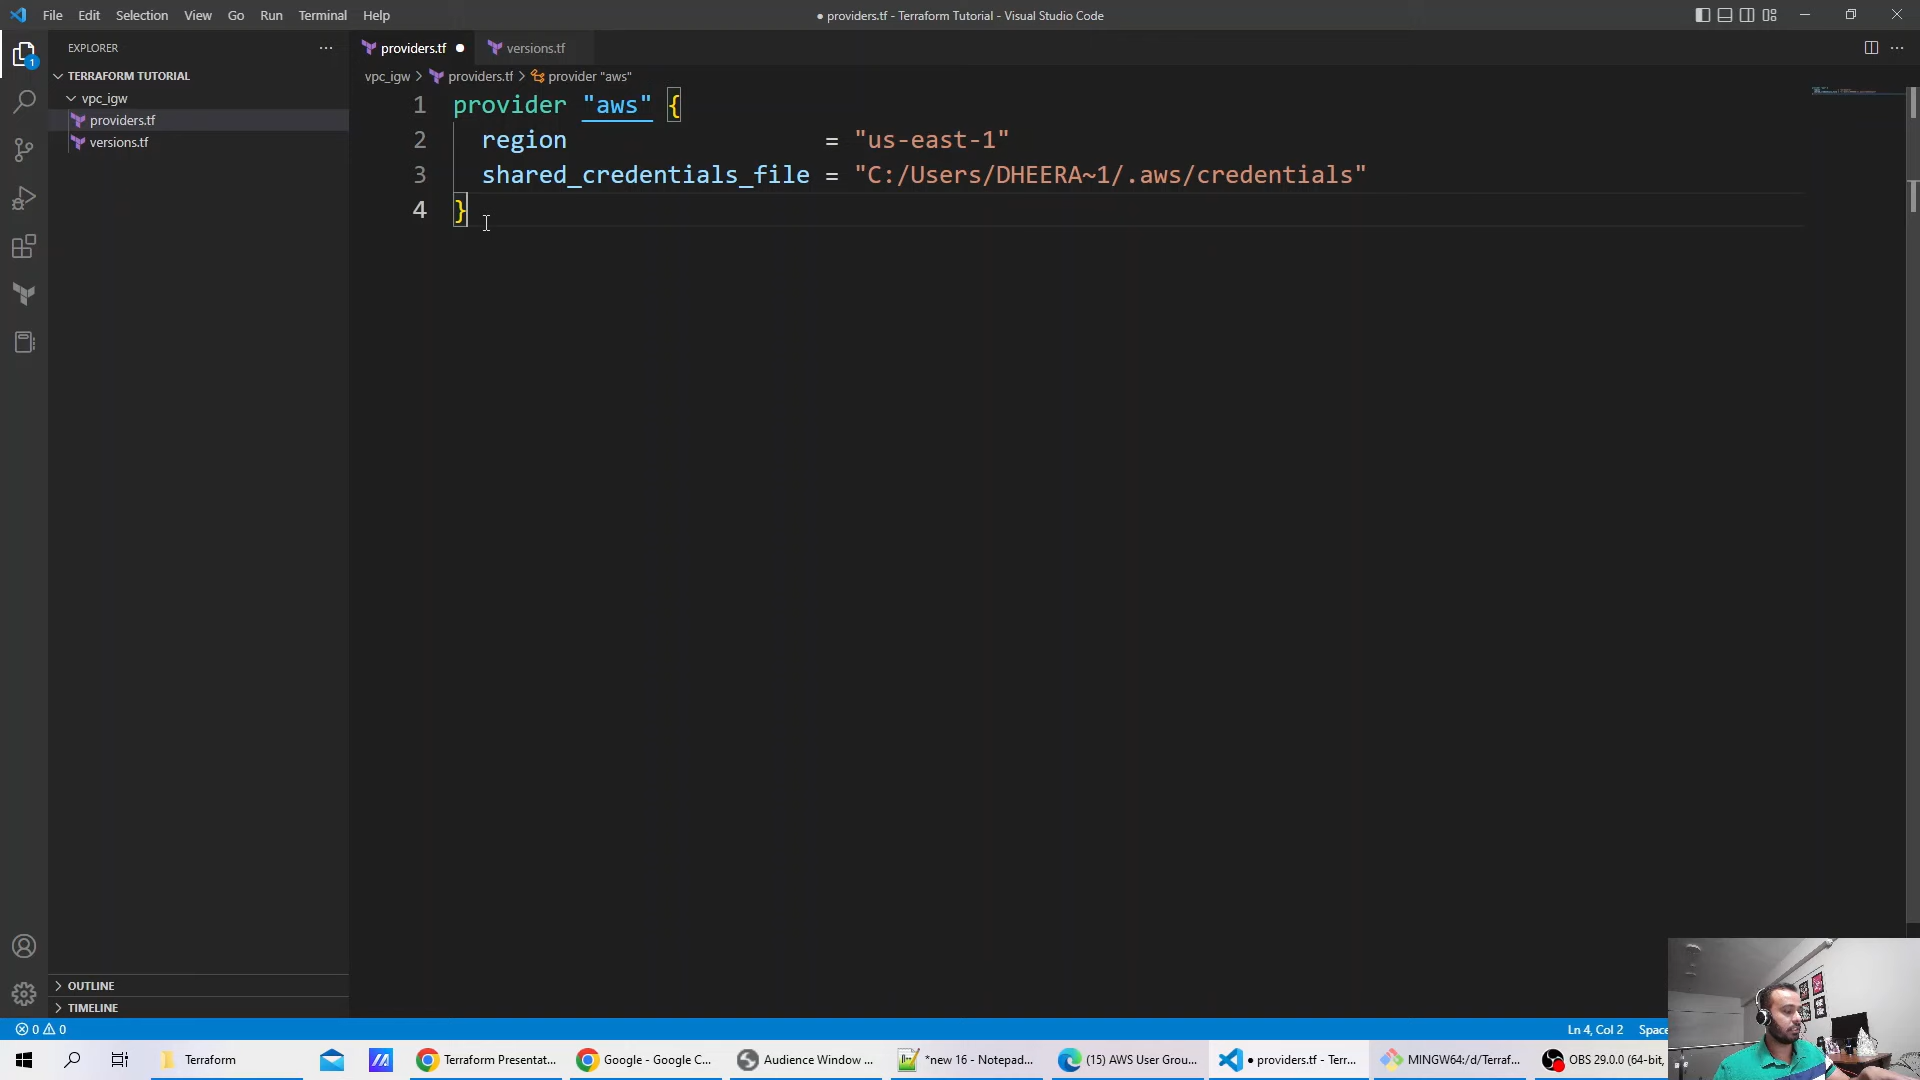 File Edit Selection View Go Run Terminal Help
● providers.tf - Terraform Tutorial - Visual Studio Code
EXPLORER
TERRAFORM TUTORIAL
vpc_igw
providers.tf
versions.tf
OUTLINE
TIMELINE
1
providers.tf ● versions.tf
vpc_igw > providers.tf > provider "aws"
1 provider "aws" {
2 region = "us-east-1"
3 shared_credentials_file = "C:/Users/DHEERA~1/.aws/credentials"
4 }
0 0
Ln 4, Col 2 Space
Terraform
Terraform Presentat...
Google - Google C...
Audience Window ...
*new 16 - Notepad...
(15) AWS User Grou...
● providers.tf - Terr...
MINGW64:/d/Terraf...
OBS 29.0.0 (64-bit,